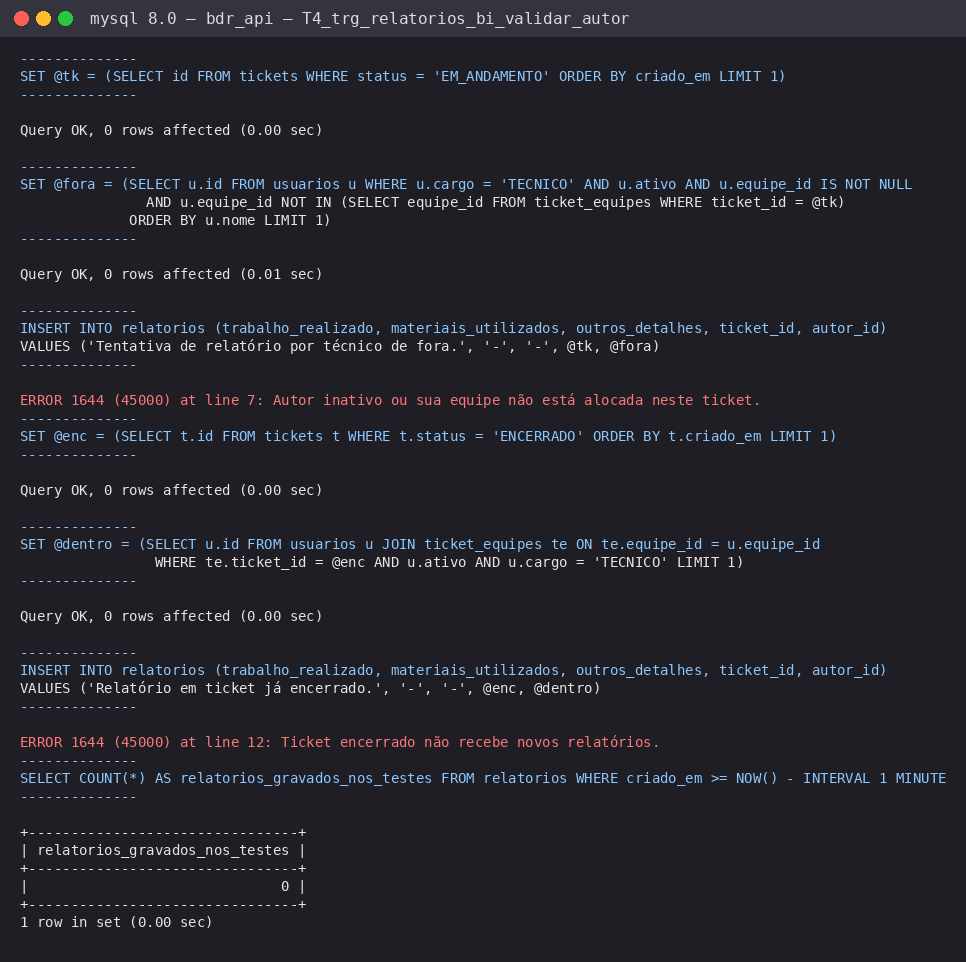 mysql 8.0 — bdr_api — T4_trg_relatorios_bi_validar_autor
--------------
SET @tk = (SELECT id FROM tickets WHERE status = 'EM_ANDAMENTO' ORDER BY criado_em LIMIT 1)
--------------
Query OK, 0 rows affected (0.00 sec)
--------------
SET @fora = (SELECT u.id FROM usuarios u WHERE u.cargo = 'TECNICO' AND u.ativo AND u.equipe_id IS NOT NULL
AND u.equipe_id NOT IN (SELECT equipe_id FROM ticket_equipes WHERE ticket_id = @tk)
ORDER BY u.nome LIMIT 1)
--------------
Query OK, 0 rows affected (0.01 sec)
--------------
INSERT INTO relatorios (trabalho_realizado, materiais_utilizados, outros_detalhes, ticket_id, autor_id)
VALUES ('Tentativa de relatório por técnico de fora.', '-', '-', @tk, @fora)
--------------
ERROR 1644 (45000) at line 7: Autor inativo ou sua equipe não está alocada neste ticket.
--------------
SET @enc = (SELECT t.id FROM tickets t WHERE t.status = 'ENCERRADO' ORDER BY t.criado_em LIMIT 1)
--------------
Query OK, 0 rows affected (0.00 sec)
--------------
SET @dentro = (SELECT u.id FROM usuarios u JOIN ticket_equipes te ON te.equipe_id = u.equipe_id
WHERE te.ticket_id = @enc AND u.ativo AND u.cargo = 'TECNICO' LIMIT 1)
--------------
Query OK, 0 rows affected (0.00 sec)
--------------
INSERT INTO relatorios (trabalho_realizado, materiais_utilizados, outros_detalhes, ticket_id, autor_id)
VALUES ('Relatório em ticket já encerrado.', '-', '-', @enc, @dentro)
--------------
ERROR 1644 (45000) at line 12: Ticket encerrado não recebe novos relatórios.
--------------
SELECT COUNT(*) AS relatorios_gravados_nos_testes FROM relatorios WHERE criado_em >= NOW() - INTERVAL 1 MINUTE
--------------
+--------------------------------+
| relatorios_gravados_nos_testes |
+--------------------------------+
|                              0 |
+--------------------------------+
1 row in set (0.00 sec)